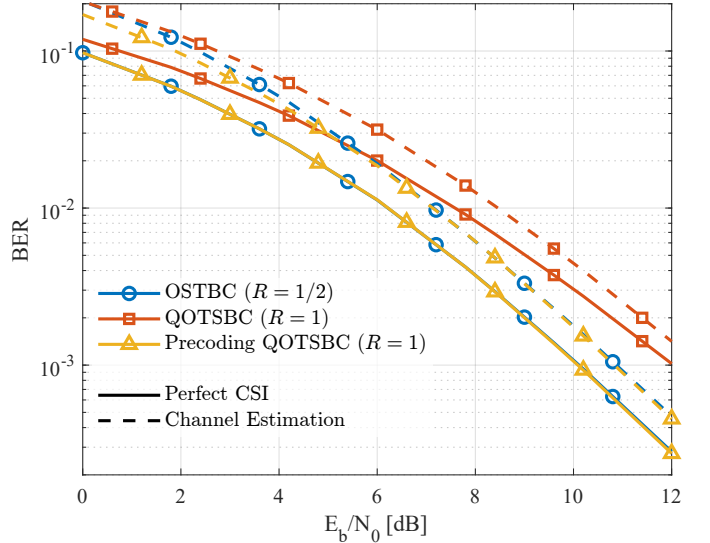 10^-1
10^-2
10^-3
BER
OSTBC (R = 1/2)
QOTSBC (R = 1)
Precoding QOTSBC (R = 1)
Perfect CSI
Channel Estimation
0 2 4 6 8 10 12
E_b/N_0 [dB]